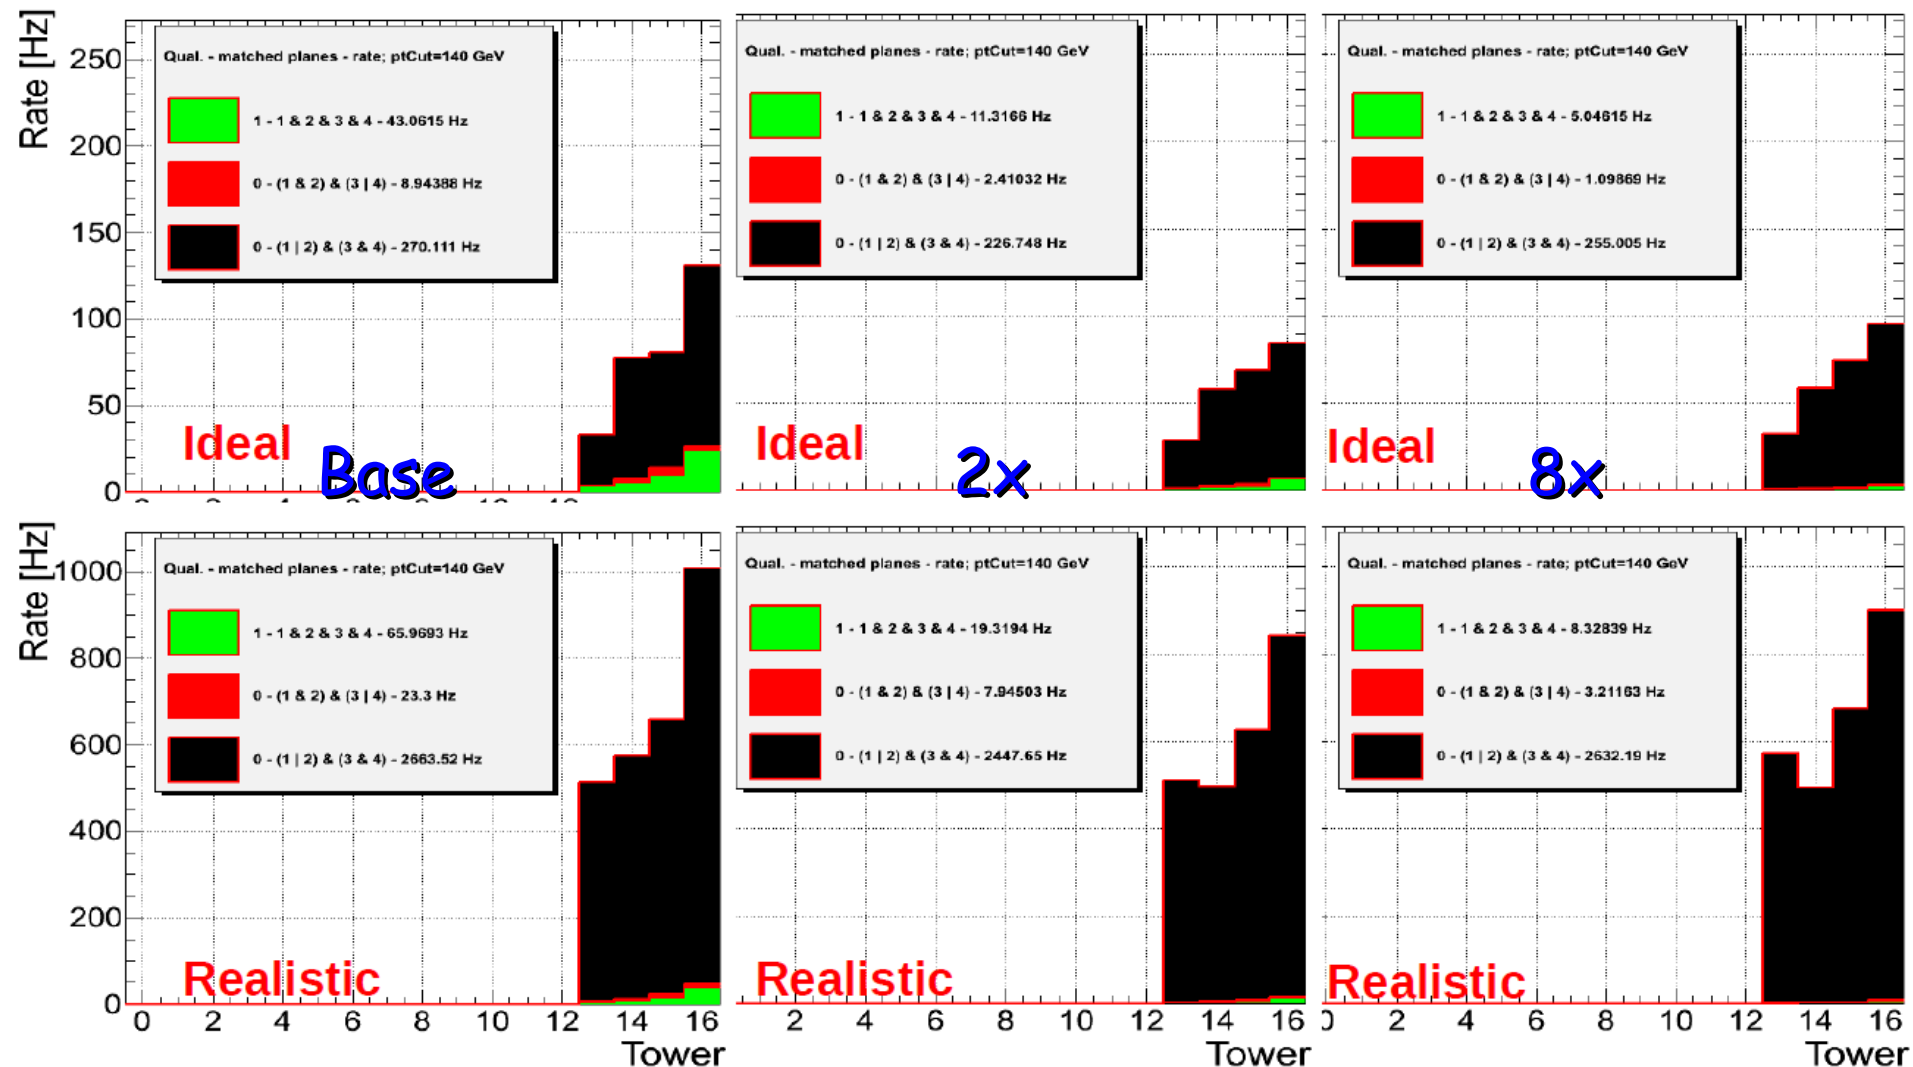 Rate [Hz]
250
200
150
100
50
0
Qual. - matched planes - rate; ptCut=140 GeV
1 - 1 & 2 & 3 & 4 - 43.0615 Hz
0 - (1 & 2) & (3 | 4) - 8.94388 Hz
0 - (1 | 2) & (3 & 4) - 270.111 Hz
Ideal
Base
Qual. - matched planes - rate; ptCut=140 GeV
1 - 1 & 2 & 3 & 4 - 11.3166 Hz
0 - (1 & 2) & (3 | 4) - 2.41032 Hz
0 - (1 | 2) & (3 & 4) - 226.748 Hz
Ideal
2x
Qual. - matched planes - rate; ptCut=140 GeV
1 - 1 & 2 & 3 & 4 - 5.04615 Hz
0 - (1 & 2) & (3 | 4) - 1.09869 Hz
0 - (1 | 2) & (3 & 4) - 255.005 Hz
Ideal
8x
Rate [Hz]
1000
800
600
400
200
0
Qual. - matched planes - rate; ptCut=140 GeV
1 - 1 & 2 & 3 & 4 - 65.9693 Hz
0 - (1 & 2) & (3 | 4) - 23.3 Hz
0 - (1 | 2) & (3 & 4) - 2663.52 Hz
Realistic
0 2 4 6 8 10 12 14 16
Tower
Qual. - matched planes - rate; ptCut=140 GeV
1 - 1 & 2 & 3 & 4 - 19.3194 Hz
0 - (1 & 2) & (3 | 4) - 7.94503 Hz
0 - (1 | 2) & (3 & 4) - 2447.65 Hz
Realistic
2 4 6 8 10 12 14 16
Tower
Qual. - matched planes - rate; ptCut=140 GeV
1 - 1 & 2 & 3 & 4 - 8.32839 Hz
0 - (1 & 2) & (3 | 4) - 3.21163 Hz
0 - (1 | 2) & (3 & 4) - 2632.19 Hz
Realistic
0 2 4 6 8 10 12 14 16
Tower